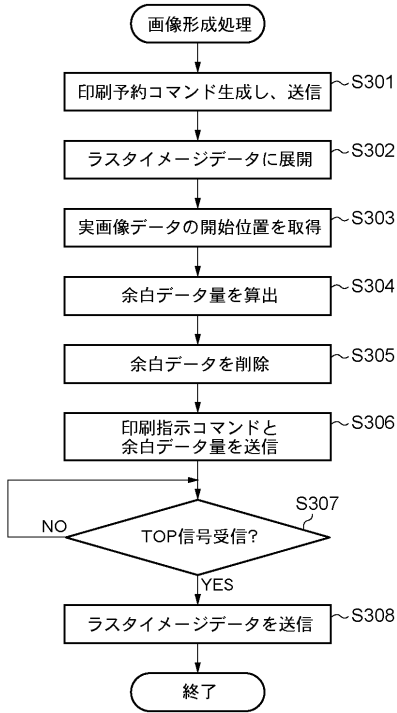 画像形成処理
印刷予約コマンド生成し、送信
S301
ラスタイメージデータに展開
S302
実画像データの開始位置を取得
S303
余白データ量を算出
S304
余白データを削除
S305
印刷指示コマンドと
余白データ量を送信
S306
TOP信号受信?
S307
NO
YES
ラスタイメージデータを送信
S308
終了